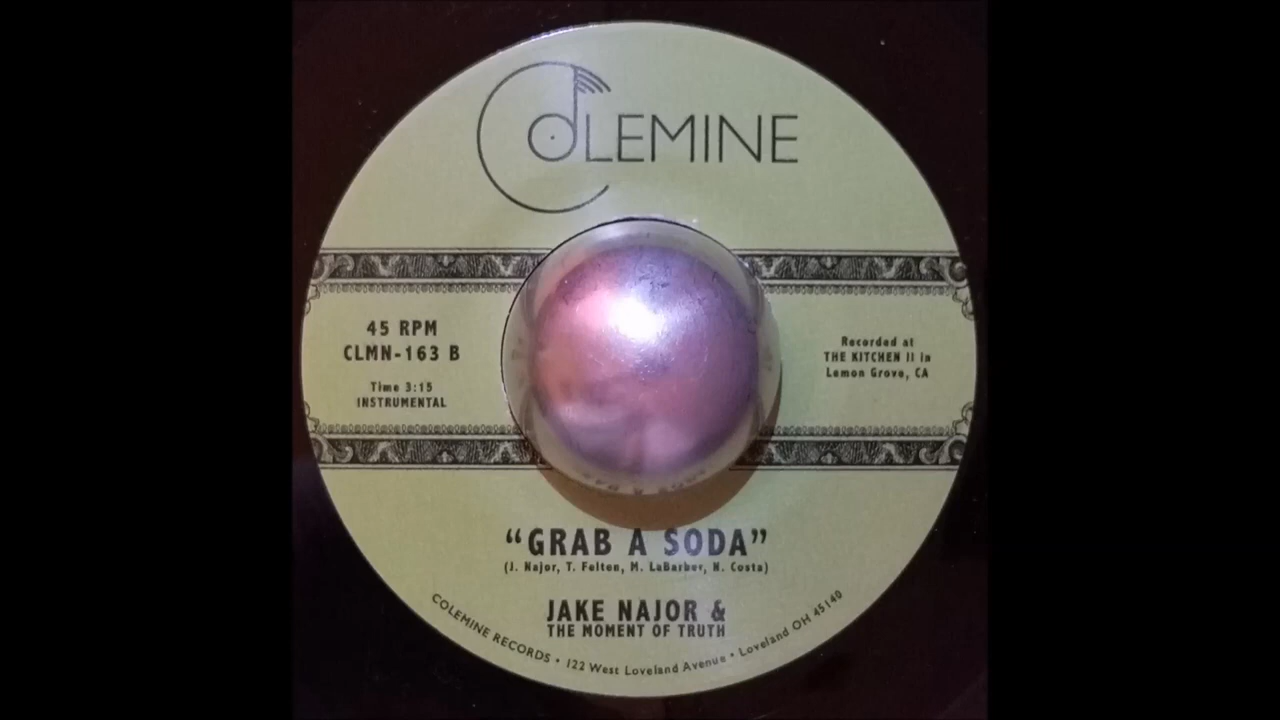 COLEMINE
45 RPM
CLMN-163 B
Time 3:15
INSTRUMENTAL
Recorded at
THE KITCHEN II in
Lemon Grove, CA
“GRAB A SODA”
(J. Najor, T. Felten, M. LaBarber, N. Costa)
JAKE NAJOR &
THE MOMENT OF TRUTH
COLEMINE RECORDS • 122 West Loveland Avenue • Loveland OH 45140